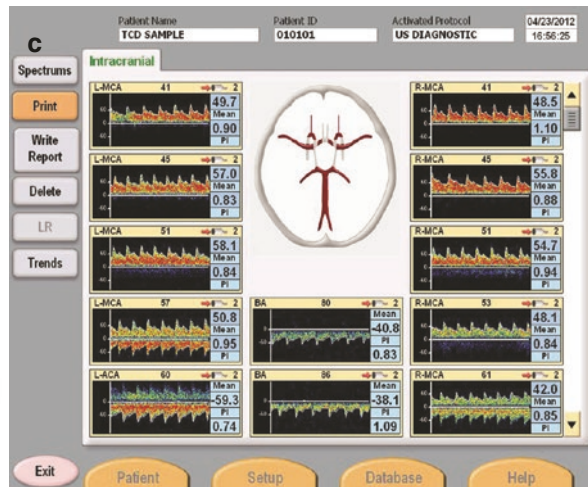 C
Patient Name Patient ID Activated Protocol 04/23/2012
TCD SAMPLE 010101 US DIAGNOSTIC 16:56:25
Spectrums
Print
Write
Report
Delete
LR
Trends
Exit
Intracranial
L-MCA 41 2
49.7
Mean
0.90
PI
L-MCA 45 2
57.0
Mean
0.83
PI
L-MCA 51 2
58.1
Mean
0.84
PI
L-MCA 57 2
50.8
Mean
0.95
PI
L-ACA 60 2
Mean
-59.3
PI
0.74
BA 80 2
Mean
-40.8
PI
0.83
BA 86 2
Mean
-38.1
PI
1.09
R-MCA 41 2
48.5
Mean
1.10
PI
R-MCA 45 2
55.8
Mean
0.88
PI
R-MCA 51 2
54.7
Mean
0.94
PI
R-MCA 53 2
48.1
Mean
0.84
PI
R-MCA 61 2
42.0
Mean
0.85
PI
Patient Setup Database Help